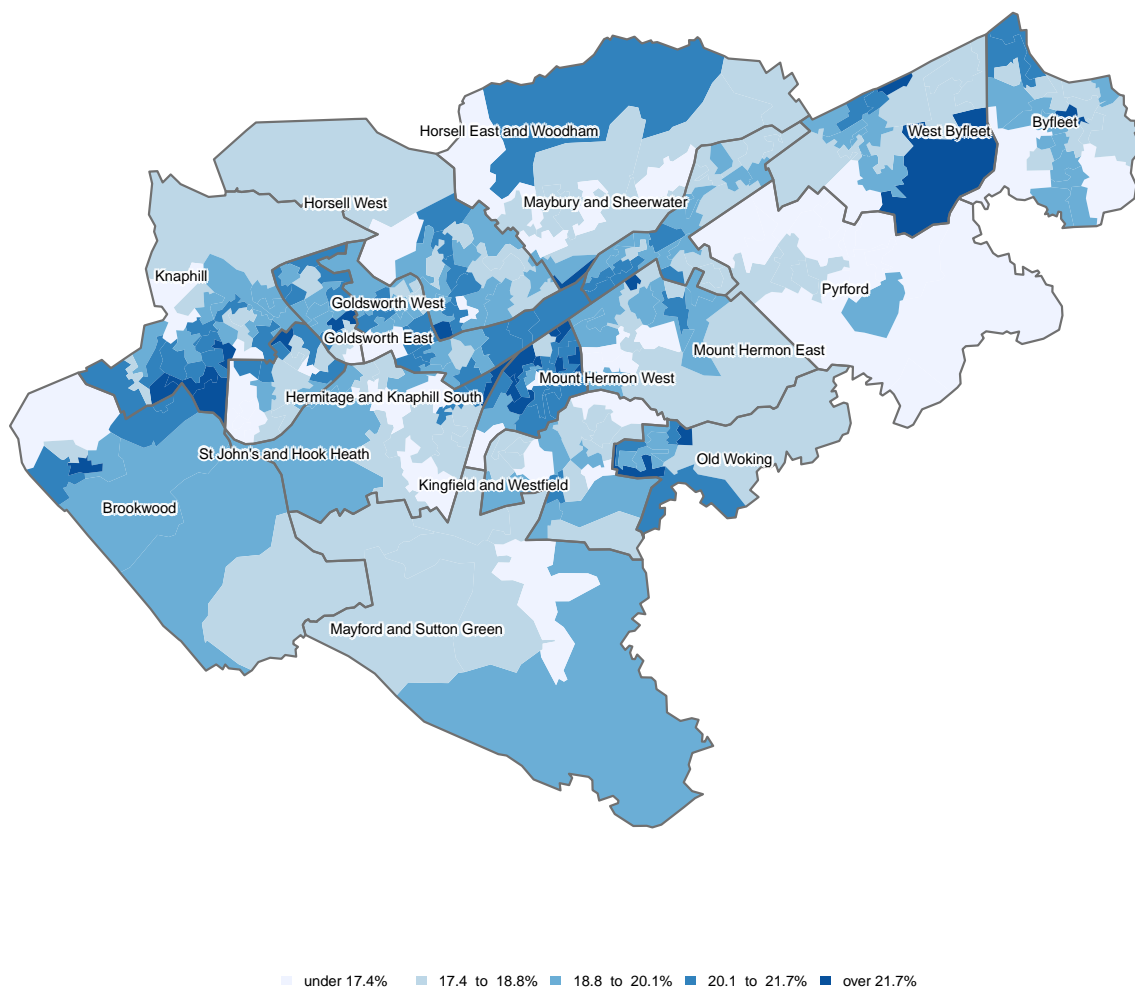 Horsell East and Woodham
West Byfleet
Byfleet
Horsell West
Maybury and Sheerwater
Knaphill
Pyrford
Goldsworth West
Goldsworth East
Mount Hermon East
Mount Hermon West
Hermitage and Knaphill South
St John's and Hook Heath
Old Woking
Kingfield and Westfield
Brookwood
Mayford and Sutton Green
under 17.4% 17.4 to 18.8% 18.8 to 20.1% 20.1 to 21.7% over 21.7%